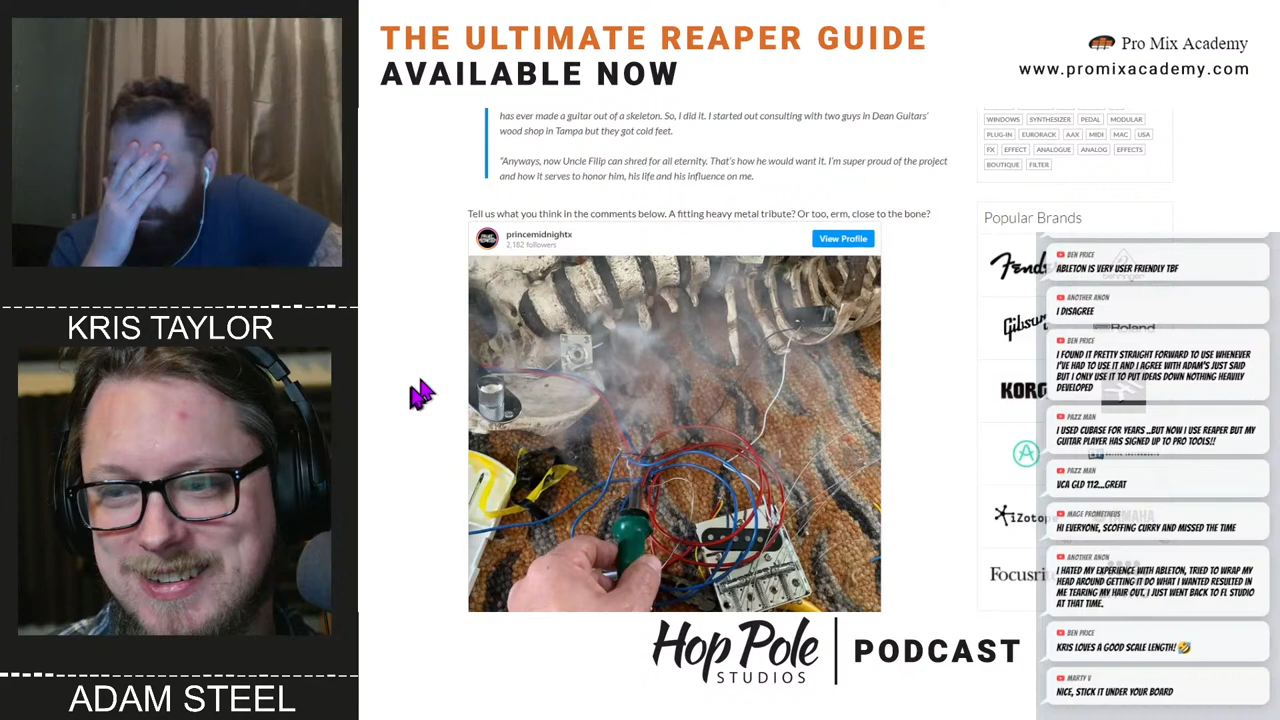 THE ULTIMATE REAPER GUIDE
AVAILABLE NOW
Pro Mix Academy
www.promixacademy.com
KRIS TAYLOR
ADAM STEEL
has ever made a guitar out of a skeleton. So, I did it. I started out consulting with two guys in Dean Guitars'
wood shop in Tampa but they got cold feet.
"Anyways, now Uncle Filip can shred for all eternity. That's how he would want it. I'm super proud of the project
and how it serves to honor him, his life and his influence on me.
Tell us what you think in the comments below. A fitting heavy metal tribute? Or too, erm, close to the bone?
princemidnightx
2,182 followers
View Profile
WINDOWS SYNTHESIZER PEDAL MODULAR
PLUG-IN EURORACK AAX MIDI MAC USA
FX EFFECT ANALOGUE ANALOG EFFECTS
BOUTIQUE FILTER
Popular Brands
Fender
Gibson
Roland
KORG
iZotope
YAMAHA
Focusrite
BEN PRICE
ABLETON IS VERY USER FRIENDLY TBF
ANOTHER ANON
I DISAGREE
BEN PRICE
I FOUND IT PRETTY STRAIGHT FORWARD TO USE WHENEVER
I'VE HAD TO USE IT AND I AGREE WITH ADAM'S JUST SAID
BUT I ONLY USE IT TO PUT IDEAS DOWN NOTHING HEAVILY
DEVELOPED
PAZZ MAN
I USED CUBASE FOR YEARS ..BUT NOW I USE REAPER BUT MY
GUITAR PLAYER HAS SIGNED UP TO PRO TOOLS!!
PAZZ MAN
VCA GLD 112...GREAT
MAGE PROMETHEUS
HI EVERYONE, SCOFFING CURRY AND MISSED THE TIME
ANOTHER ANON
I HATED MY EXPERIENCE WITH ABLETON, TRIED TO WRAP MY
HEAD AROUND GETTING IT DO WHAT I WANTED RESULTED IN
ME TEARING MY HAIR OUT, I JUST WENT BACK TO FL STUDIO
AT THAT TIME.
BEN PRICE
KRIS LOVES A GOOD SCALE LENGTH! 🤣
MARTY V
NICE, STICK IT UNDER YOUR BOARD
Hop Pole
STUDIOS
PODCAST